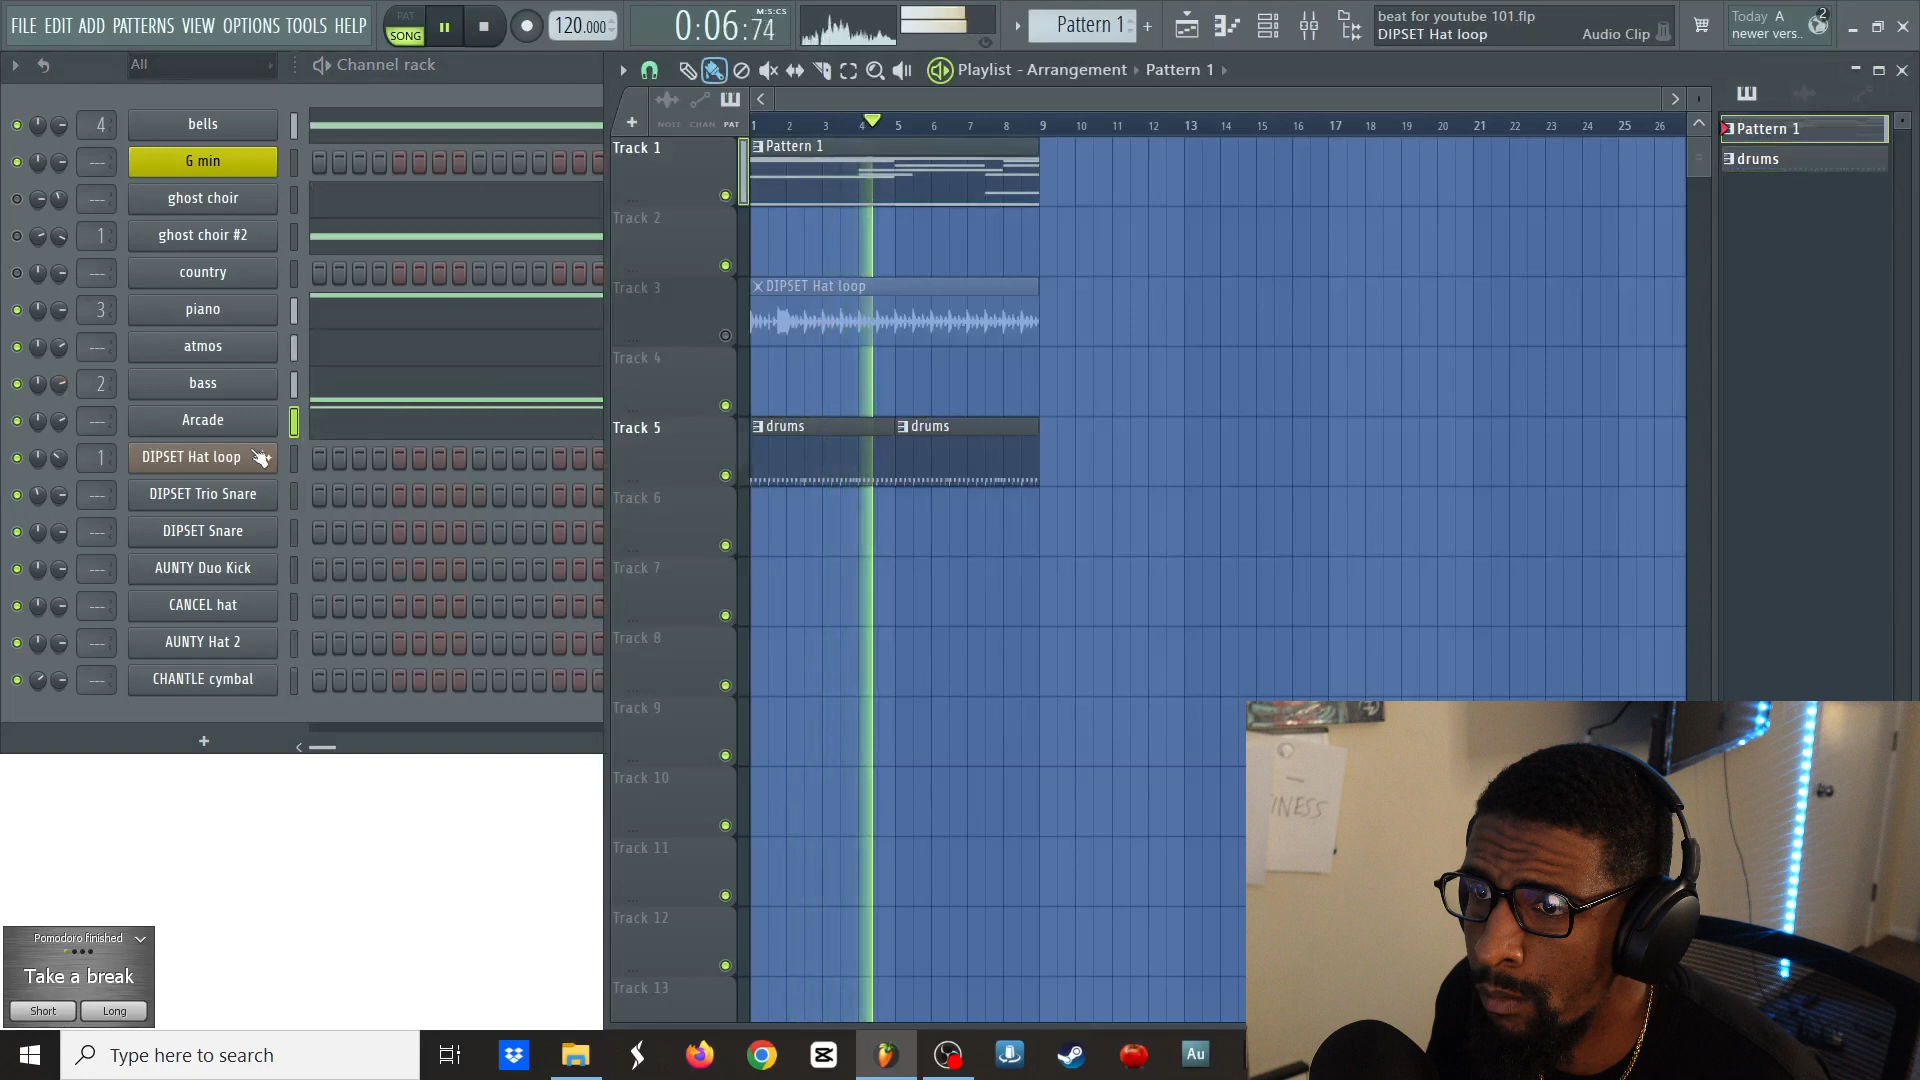 FILE EDIT ADD PATTERNS VIEW OPTIONS TOOLS HELP
PAT
SONG
120.000
0:06:74
M:S:CS
Pattern 1
beat for youtube 101.flp
DIPSET Hat loop
Audio Clip
Today A
newer vers..
2
All
Channel rack
4 bells
--- G min
--- ghost choir
1 ghost choir #2
--- country
3 piano
--- atmos
2 bass
--- Arcade
1 DIPSET Hat loop
--- DIPSET Trio Snare
--- DIPSET Snare
--- AUNTY Duo Kick
--- CANCEL hat
--- AUNTY Hat 2
--- CHANTLE cymbal
+
Playlist - Arrangement
Pattern 1
NOTE CHAN PAT
1 2 3 4 5 6 7 8 9 10 11 12 13 14 15 16 17 18 19 20 21 22 23 24 25 26
Track 1
Pattern 1
Track 2
Track 3
DIPSET Hat loop
Track 4
Track 5
drums
drums
Track 6
Track 7
Track 8
Track 9
Track 10
Track 11
Track 12
Track 13
Pattern 1
drums
INESS
Pomodoro finished
Take a break
Short
Long
Type here to search
Au